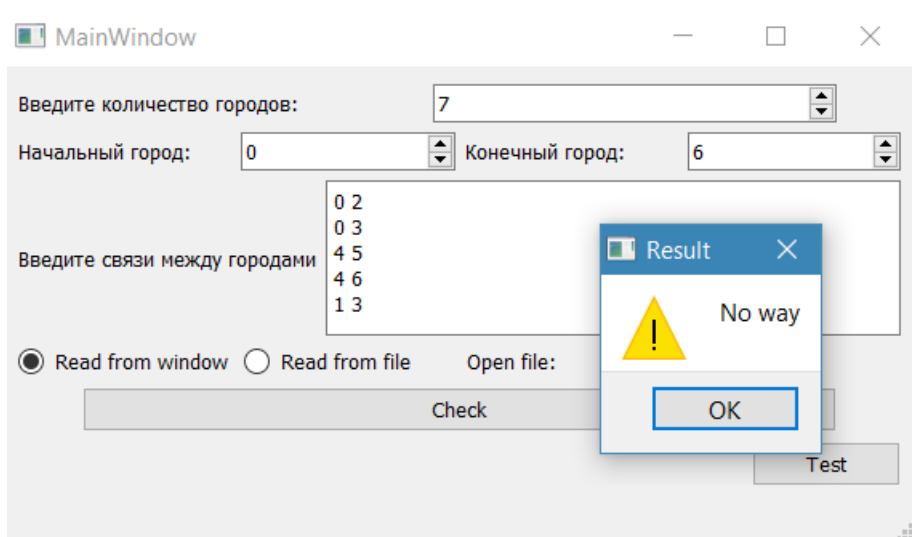 MainWindow
Введите количество городов: 7
Начальный город: 0 Конечный город: 6
0 2
0 3
4 5
Введите связи между городами
4 6
1 3
Result
No way
OK
Read from window Read from file Open file:
Check
Test